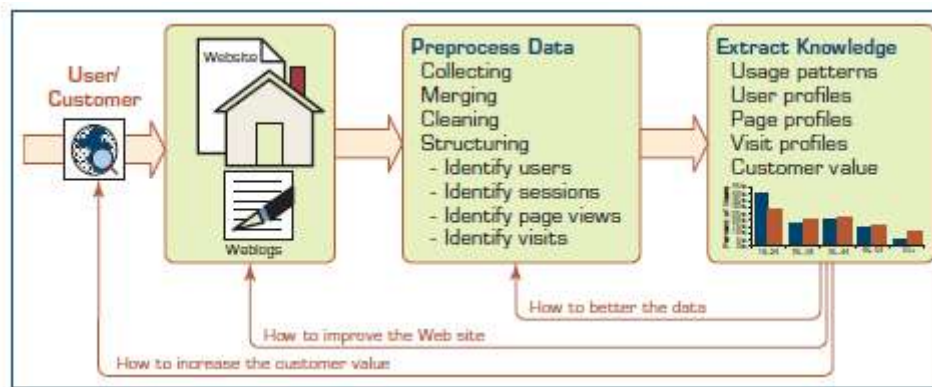 User/
Customer
Website
Weblogs
Preprocess Data
Collecting
Merging
Cleaning
Structuring
- Identify users
- Identify sessions
- Identify page views
- Identify visits
Extract Knowledge
Usage patterns
User profiles
Page profiles
Visit profiles
Customer value
How to better the data
How to improve the Web site
How to increase the customer value